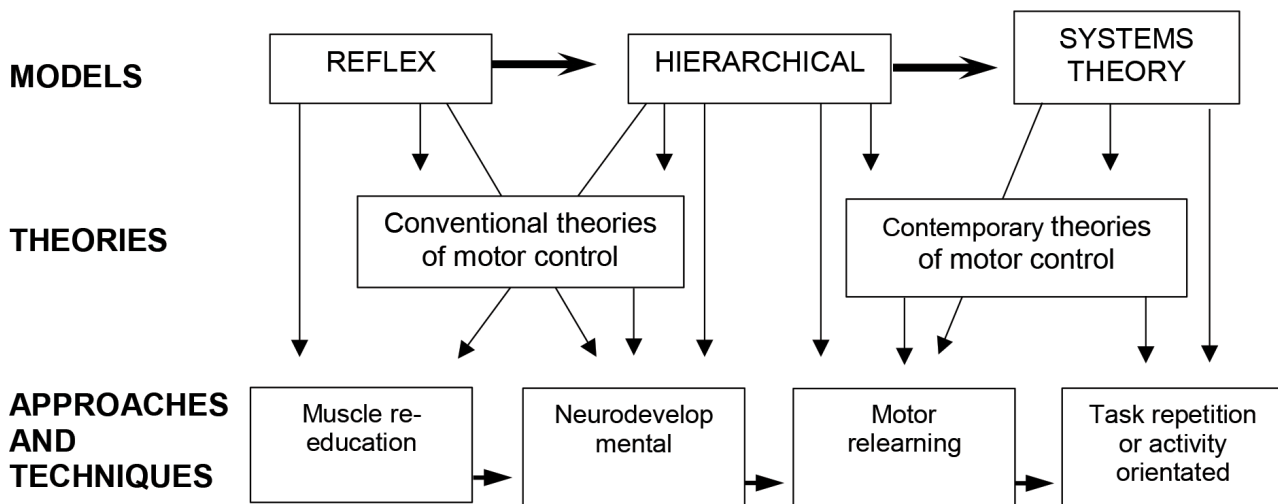 MODELS
REFLEX
HIERARCHICAL
SYSTEMS
THEORY
THEORIES
Conventional theories
of motor control
Contemporary theories
of motor control
APPROACHES
AND
TECHNIQUES
Muscle re-
education
Neurodevelop
mental
Motor
relearning
Task repetition
or activity
orientated